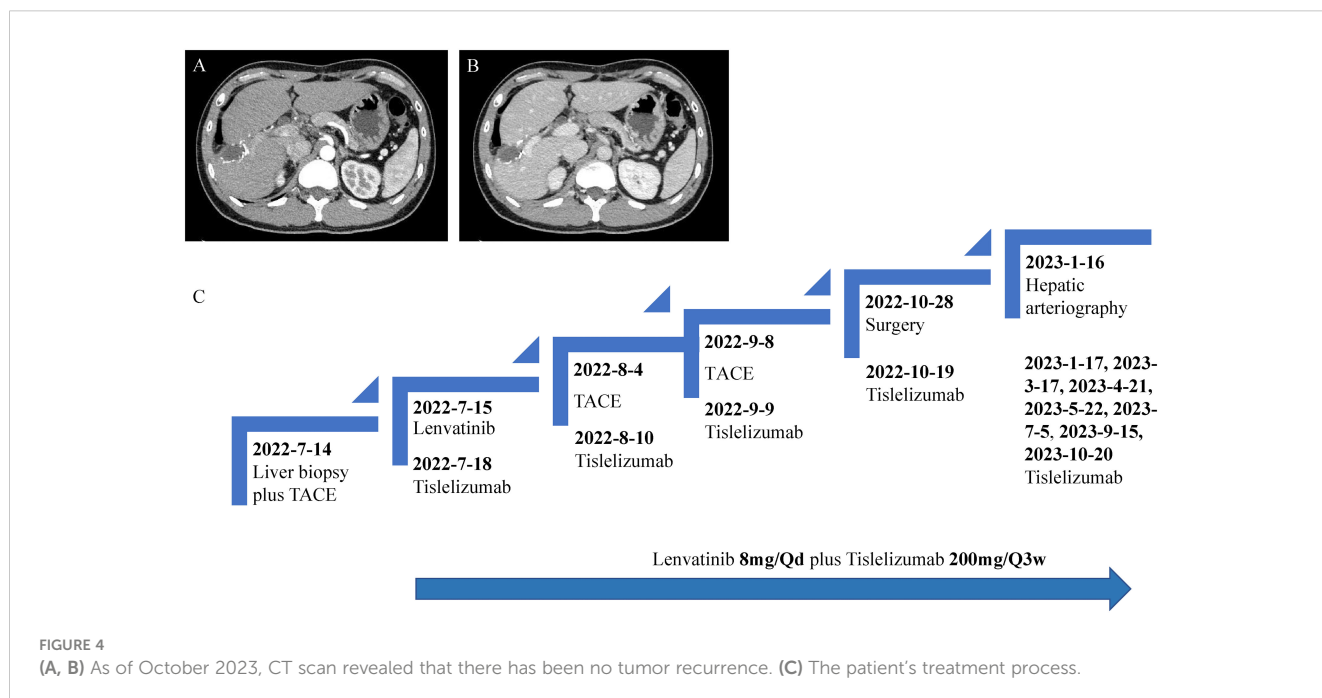 A
B
C
2022-7-14
Liver biopsy
plus TACE
2022-7-15
Lenvatinib
2022-7-18
Tislelizumab
2022-8-4
TACE
2022-8-10
Tislelizumab
2022-9-8
TACE
2022-9-9
Tislelizumab
2022-10-28
Surgery
2022-10-19
Tislelizumab
2023-1-16
Hepatic
arteriography
2023-1-17, 2023-
3-17, 2023-4-21,
2023-5-22, 2023-
7-5, 2023-9-15,
2023-10-20
Tislelizumab
Lenvatinib 8mg/Qd plus Tislelizumab 200mg/Q3w
FIGURE 4
(A, B) As of October 2023, CT scan revealed that there has been no tumor recurrence. (C) The patient's treatment process.